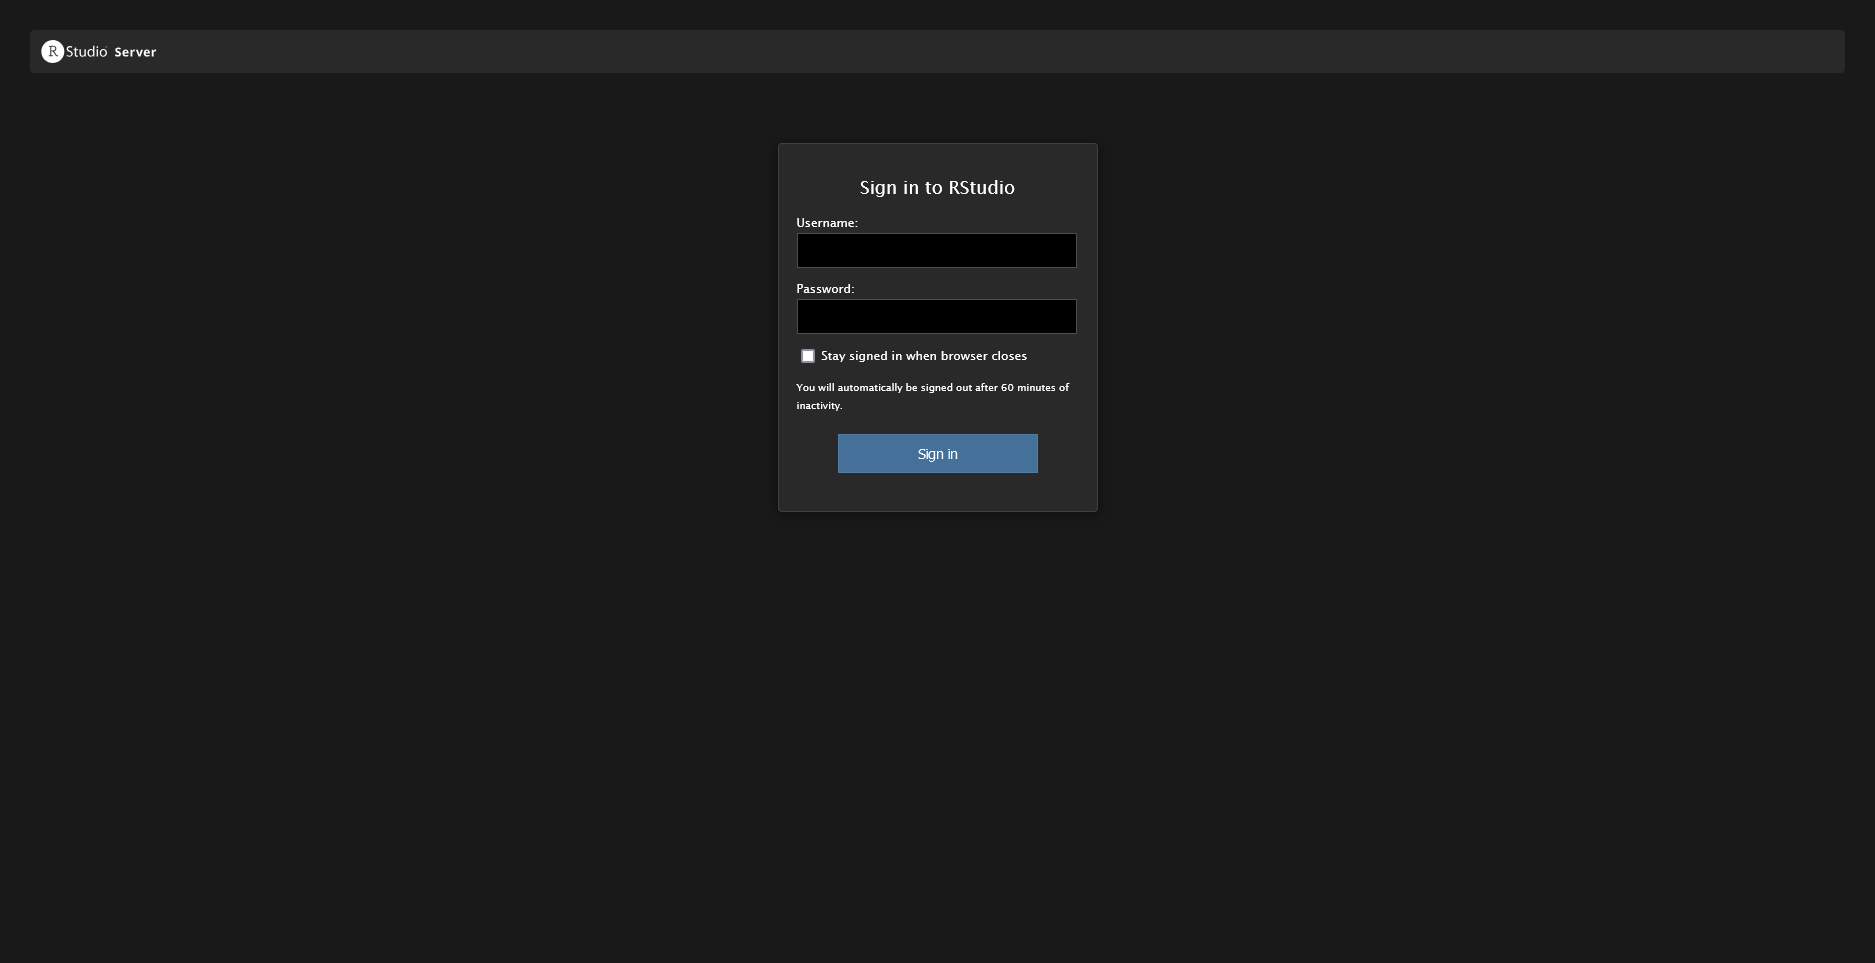 RStudio Server
Sign in to RStudio
Username:
Password:
Stay signed in when browser closes
You will automatically be signed out after 60 minutes of
inactivity.
Sign in